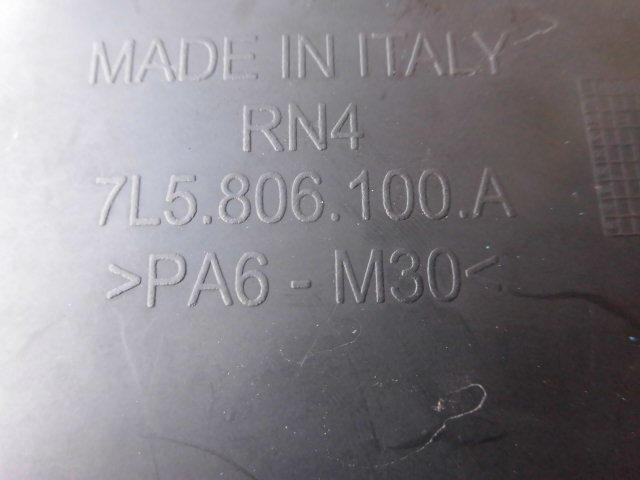 MADE IN ITALY
RN4
7L5.806.100.A
>PA6 - M30<